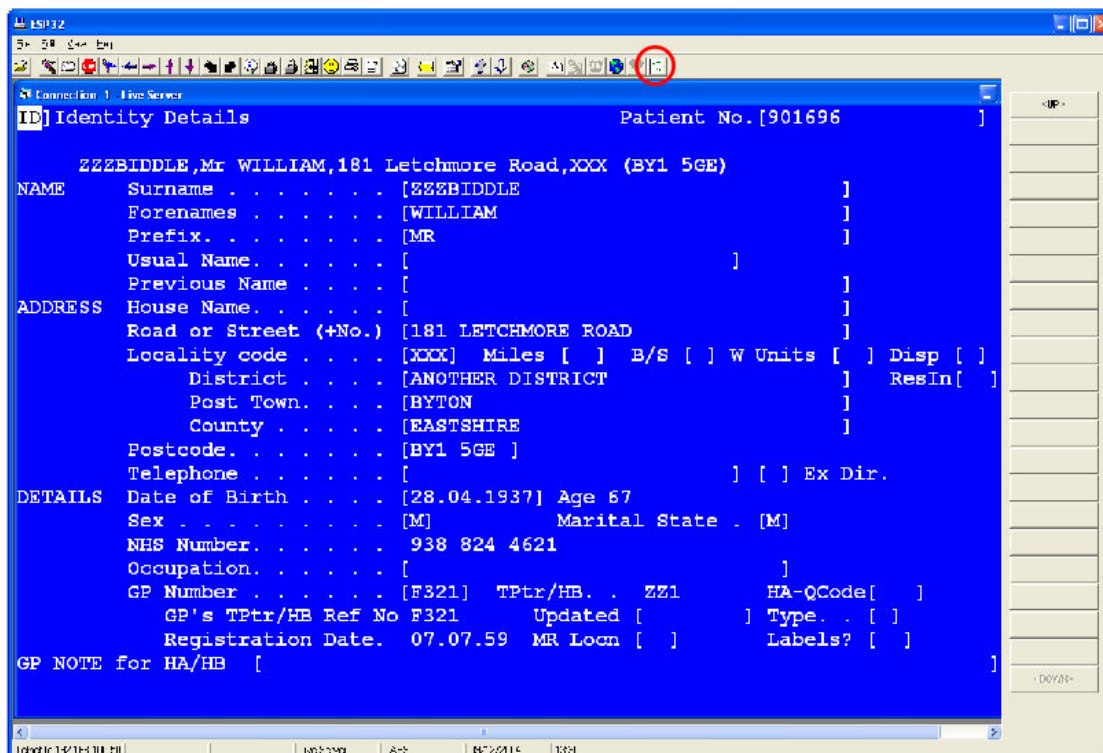 ESP32
Connection 1 - Live Server
<UP>
ID]Identity Details Patient No.[901696 ]
ZZZBIDDLE,Mr WILLIAM,181 Letchmore Road,XXX (BY1 5GE)
NAME Surname . . . . . . . [ZZZBIDDLE ]
Forenames . . . . . . [WILLIAM ]
Prefix. . . . . . . . [MR ]
Usual Name. . . . . . [ ]
Previous Name . . . . [ ]
ADDRESS House Name. . . . . . [ ]
Road or Street (+No.) [181 LETCHMORE ROAD ]
Locality code . . . . [XXX] Miles [ ] B/S [ ] W Units [ ] Disp [ ]
District . . . . [ANOTHER DISTRICT ] ResIn[ ]
Post Town. . . . [BYTON ]
County . . . . . [EASTSHIRE ]
Postcode. . . . . . . [BY1 5GE ]
Telephone . . . . . . [ ] [ ] Ex Dir.
DETAILS Date of Birth . . . . [28.04.1937] Age 67
Sex . . . . . . . . . [M] Marital State . [M]
NHS Number. . . . . . 938 824 4621
Occupation. . . . . . [ ]
GP Number . . . . . . [F321] TPtr/HB. . ZZ1 HA-QCode[ ]
GP's TPtr/HB Ref No F321 Updated [ ] Type. . [ ]
Registration Date. 07.07.59 MR Locn [ ] Labels? [ ]
GP NOTE for HA/HB [ ]
<DOWN>